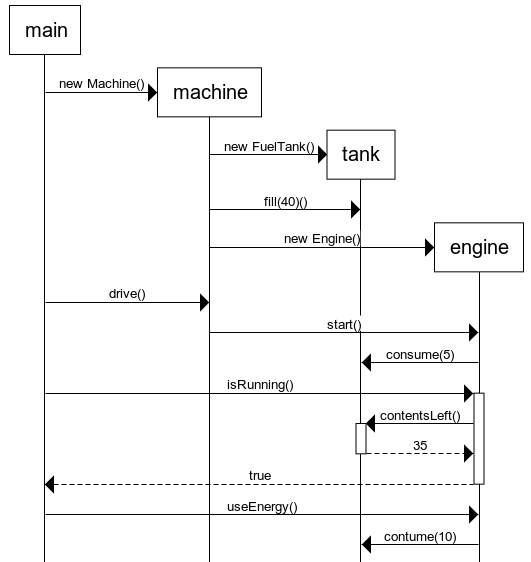 main
new Machine()
machine
new FuelTank()
tank
fill(40)()
new Engine()
engine
drive()
start()
consume(5)
isRunning()
contentsLeft()
35
true
useEnergy()
contume(10)